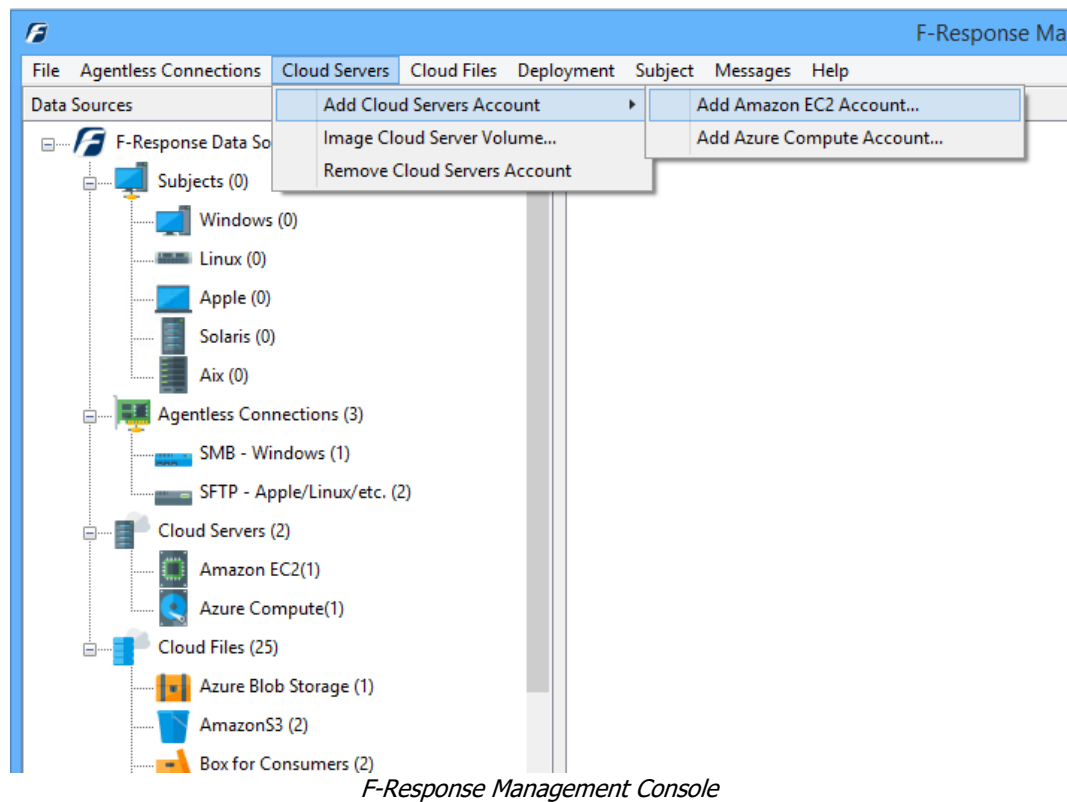 F-Response Ma
File Agentless Connections Cloud Servers Cloud Files Deployment Subject Messages Help
Data Sources
Add Cloud Servers Account
Image Cloud Server Volume...
Remove Cloud Servers Account
Add Amazon EC2 Account...
Add Azure Compute Account...
F-Response Data So
Subjects (0)
Windows (0)
Linux (0)
Apple (0)
Solaris (0)
Aix (0)
Agentless Connections (3)
SMB - Windows (1)
SFTP - Apple/Linux/etc. (2)
Cloud Servers (2)
Amazon EC2(1)
Azure Compute(1)
Cloud Files (25)
Azure Blob Storage (1)
AmazonS3 (2)
Box for Consumers (2)
F-Response Management Console